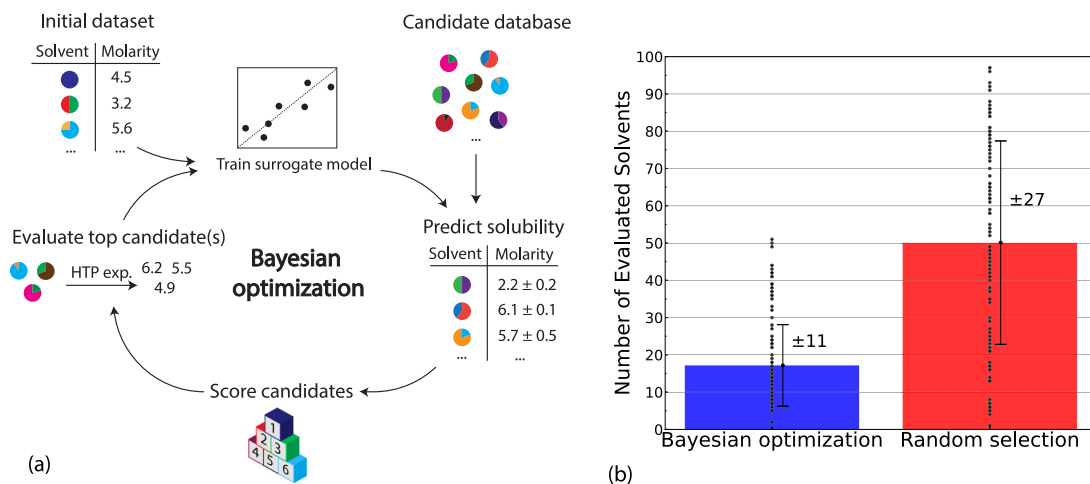 Initial dataset
Solvent Molarity
4.5
3.2
5.6
... ...
Train surrogate model
Candidate database
...
Predict solubility
Solvent Molarity
2.2 ± 0.2
6.1 ± 0.1
5.7 ± 0.5
... ...
Evaluate top candidate(s)
HTP exp. 6.2 5.5
4.9
Bayesian
optimization
Score candidates
1
2 3
4 5 6
(a)
Number of Evaluated Solvents
100
90
80
70
60
50
40
30
20
10
0
±11
±27
Bayesian optimization Random selection
(b)